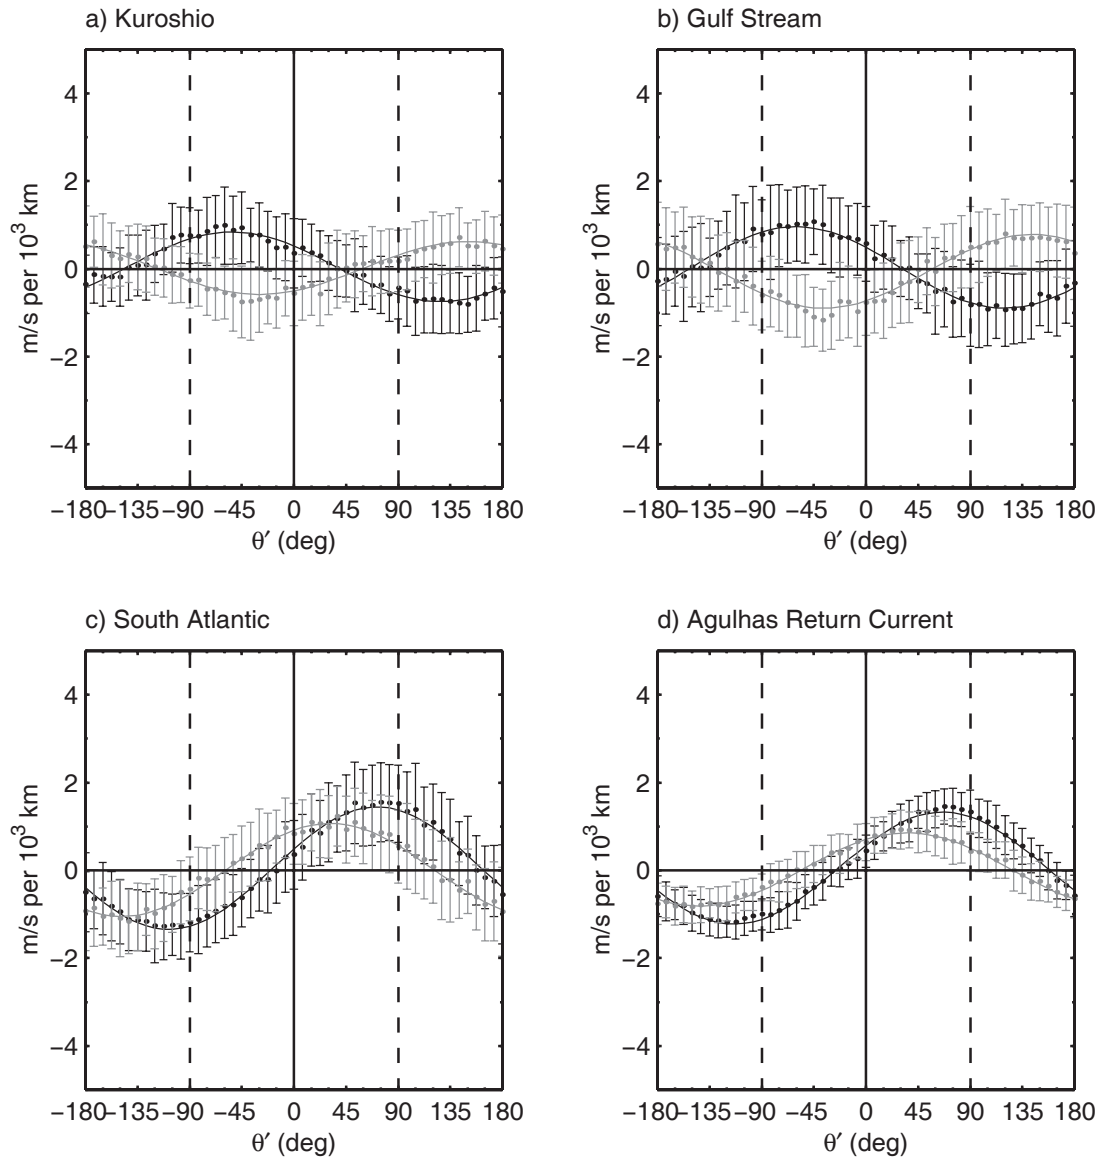 a) Kuroshio
b) Gulf Stream
4
2
0
−2
−4
m/s per 10³ km
−180 −135 −90 −45 0 45 90 135 180
θ′ (deg)
4
2
0
−2
−4
m/s per 10³ km
−180 −135 −90 −45 0 45 90 135 180
θ′ (deg)
c) South Atlantic
d) Agulhas Return Current
4
2
0
−2
−4
m/s per 10³ km
−180 −135 −90 −45 0 45 90 135 180
θ′ (deg)
4
2
0
−2
−4
m/s per 10³ km
−180 −135 −90 −45 0 45 90 135 180
θ′ (deg)